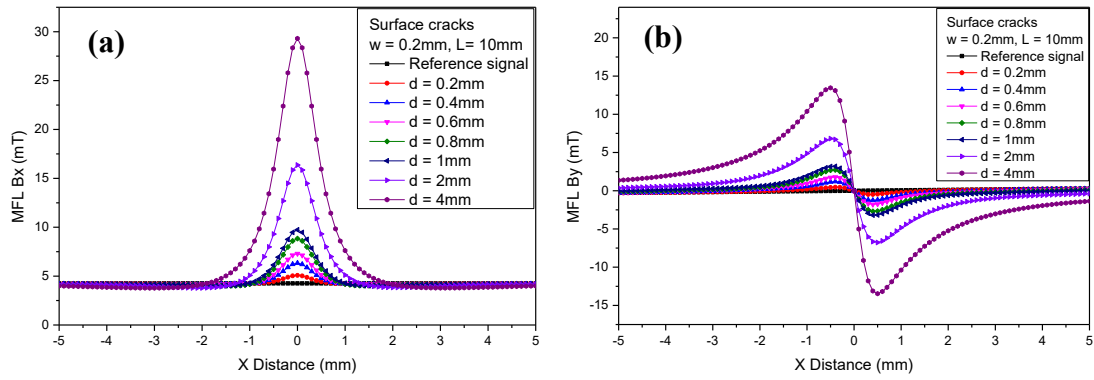 (a)
Surface cracks
w = 0.2mm, L= 10mm
Reference signal
d = 0.2mm
d = 0.4mm
d = 0.6mm
d = 0.8mm
d = 1mm
d = 2mm
d = 4mm
MFL Bx (mT)
30
25
20
15
10
5
0
-5 -4 -3 -2 -1 0 1 2 3 4 5
X Distance (mm)
(b)
Surface cracks
w = 0.2mm, L= 10mm
Reference signal
d = 0.2mm
d = 0.4mm
d = 0.6mm
d = 0.8mm
d = 1mm
d = 2mm
d = 4mm
MFL By (mT)
20
15
10
5
0
-5
-10
-15
-5 -4 -3 -2 -1 0 1 2 3 4 5
X Distance (mm)